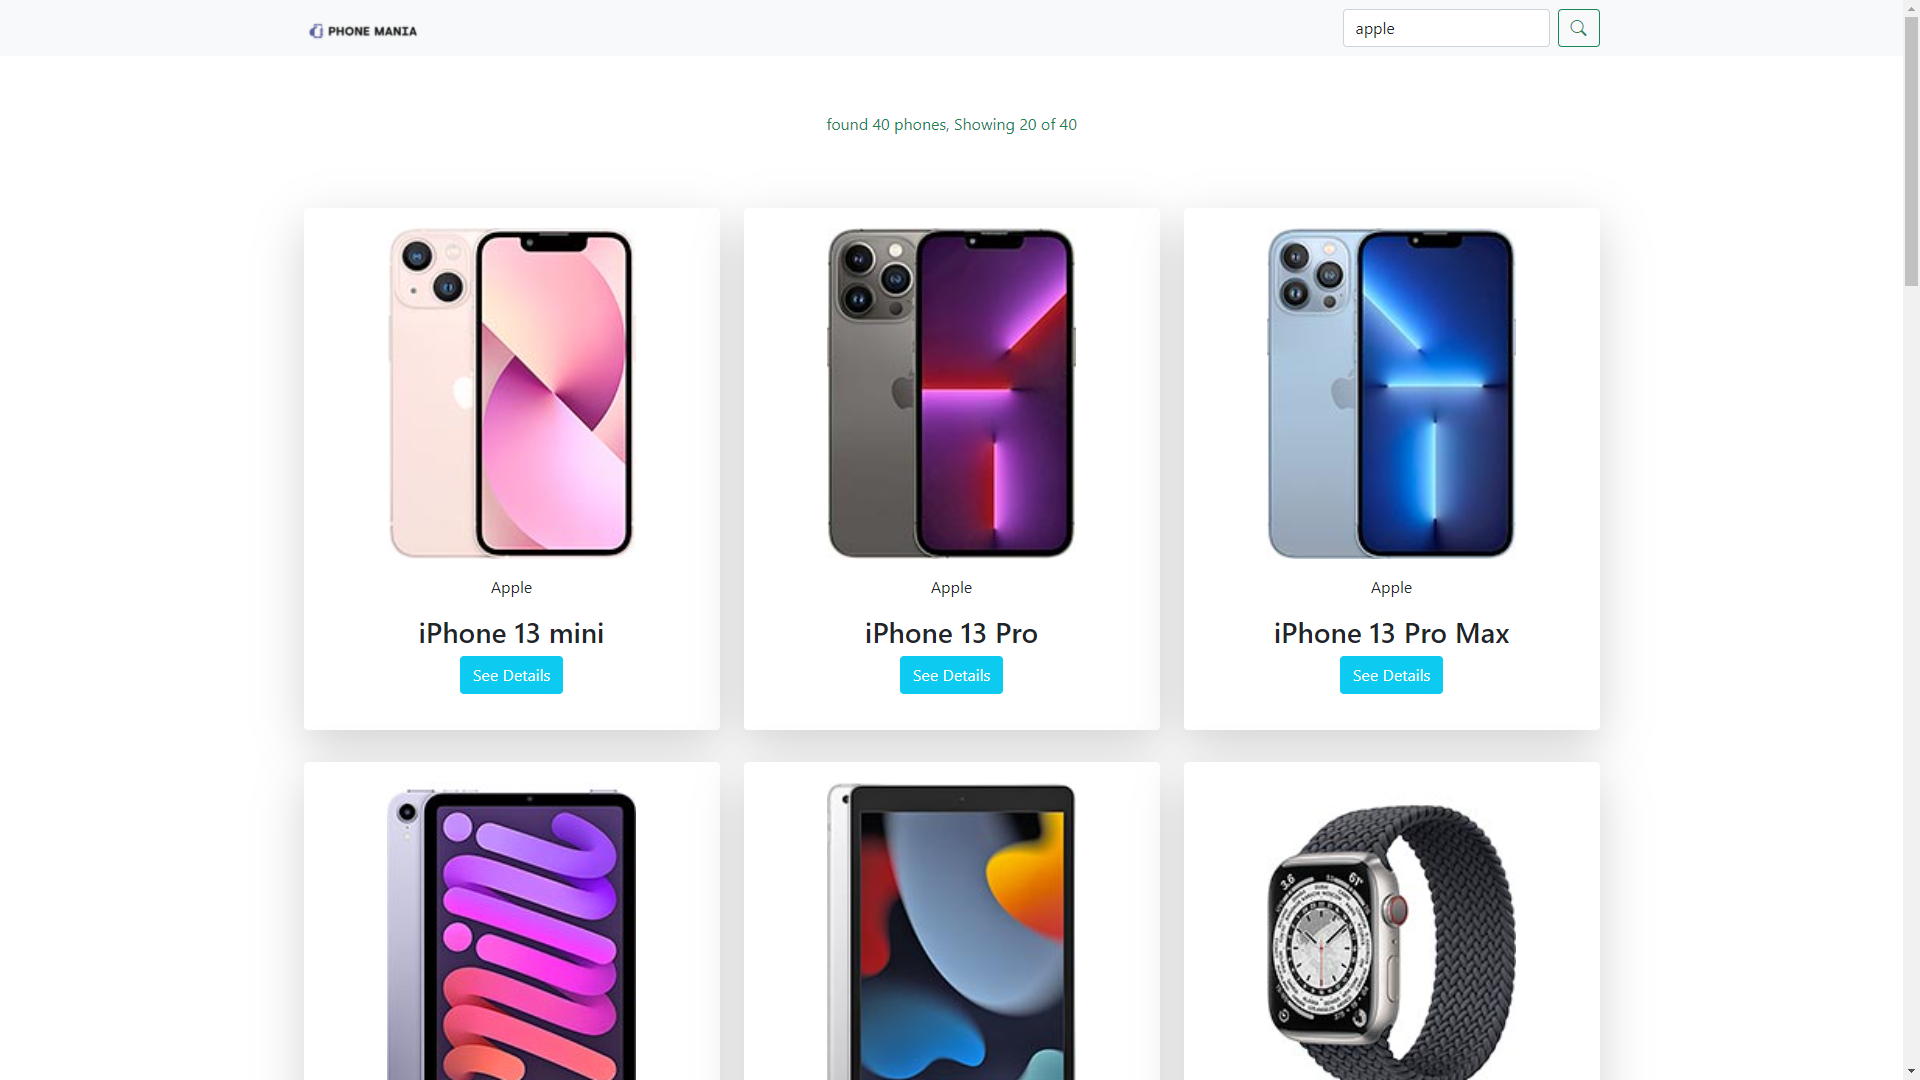 PHONE MANIA
apple
found 40 phones, Showing 20 of 40
Apple
iPhone 13 mini
See Details
Apple
iPhone 13 Pro
See Details
Apple
iPhone 13 Pro Max
See Details